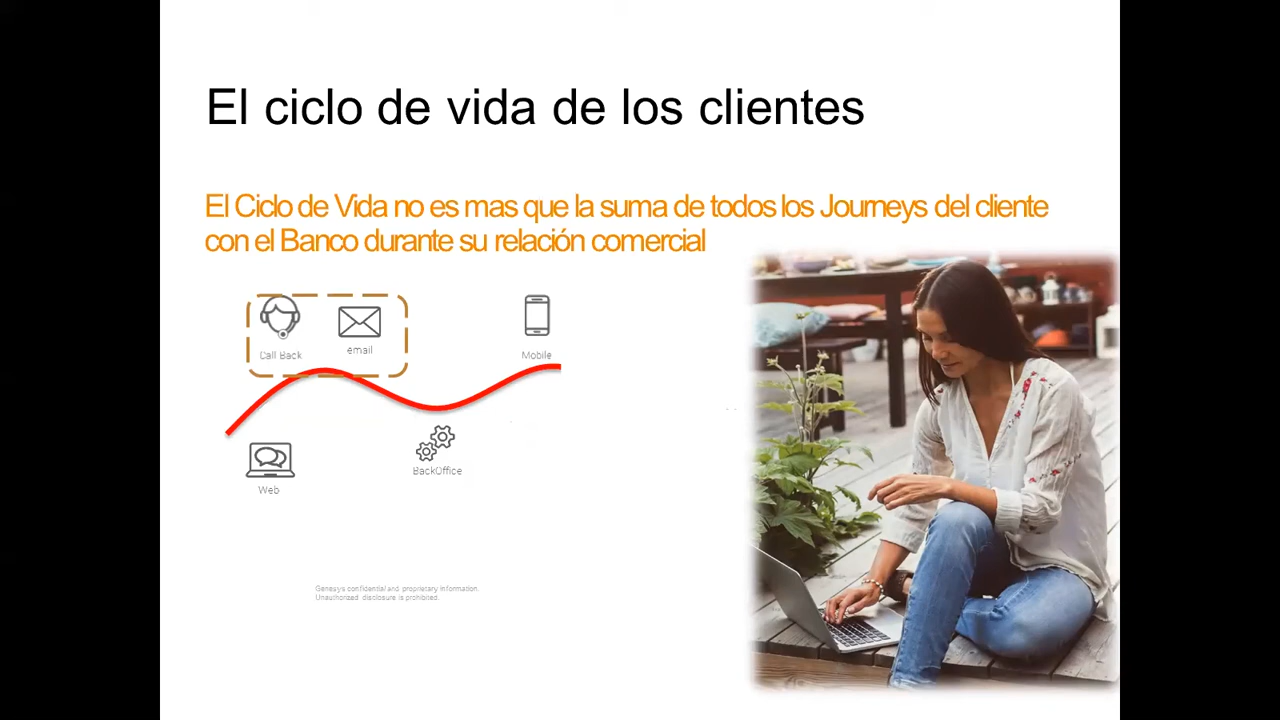 El ciclo de vida de los clientes
El Ciclo de Vida no es mas que la suma de todos los Journeys del cliente
con el Banco durante su relación comercial
Call Back
email
Mobile
BackOffice
Web
Genesys confidential and proprietary information.
Unauthorized disclosure is prohibited.